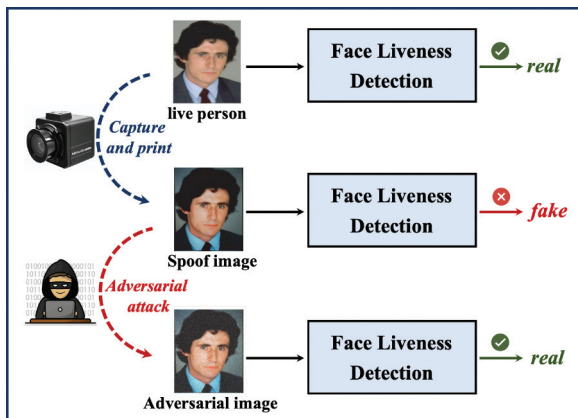 Face Liveness
Detection
real
live person
Capture
and print
Face Liveness
Detection
fake
Spoof image
Adversarial
attack
Face Liveness
Detection
real
Adversarial image